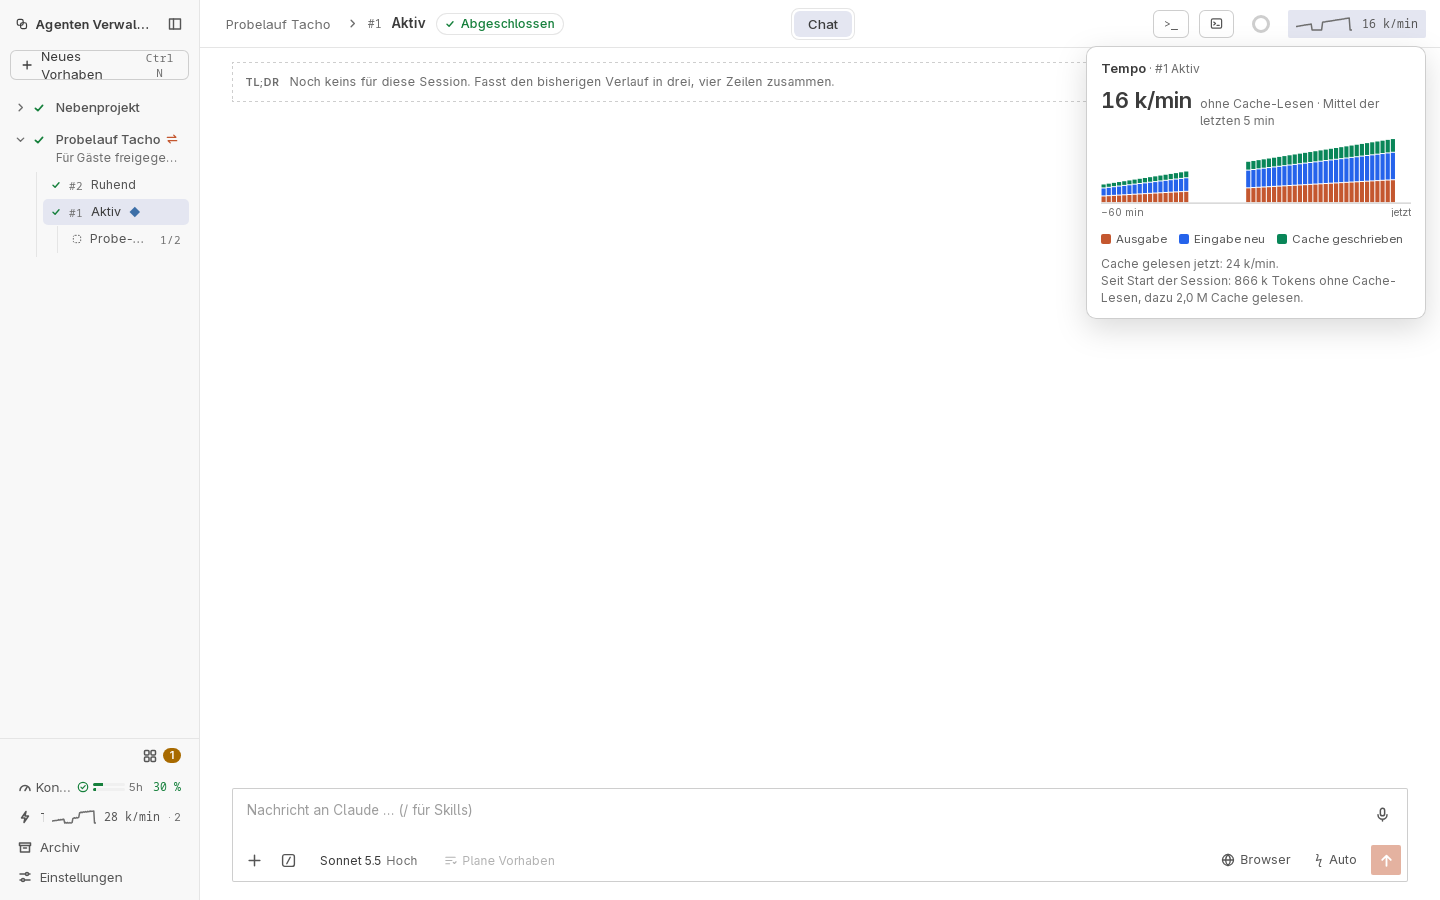 Agenten Verwal…
Neues Vorhaben Ctrl N
Nebenprojekt
Probelauf Tacho
Für Gäste freigege…
#2 Ruhend
#1 Aktiv
Probe-… 1/2
1
Kon… 5h 30 %
28 k/min · 2
Archiv
Einstellungen
Probelauf Tacho > #1 Aktiv Abgeschlossen
Chat
>_
16 k/min
TL;DR Noch keins für diese Session. Fasst den bisherigen Verlauf in drei, vier Zeilen zusammen.
Tempo · #1 Aktiv
16 k/min ohne Cache-Lesen · Mittel der
letzten 5 min
−60 min jetzt
Ausgabe Eingabe neu Cache geschrieben
Cache gelesen jetzt: 24 k/min.
Seit Start der Session: 866 k Tokens ohne Cache-
Lesen, dazu 2,0 M Cache gelesen.
Nachricht an Claude … (/ für Skills)
Sonnet 5.5 Hoch Plane Vorhaben
Browser Auto